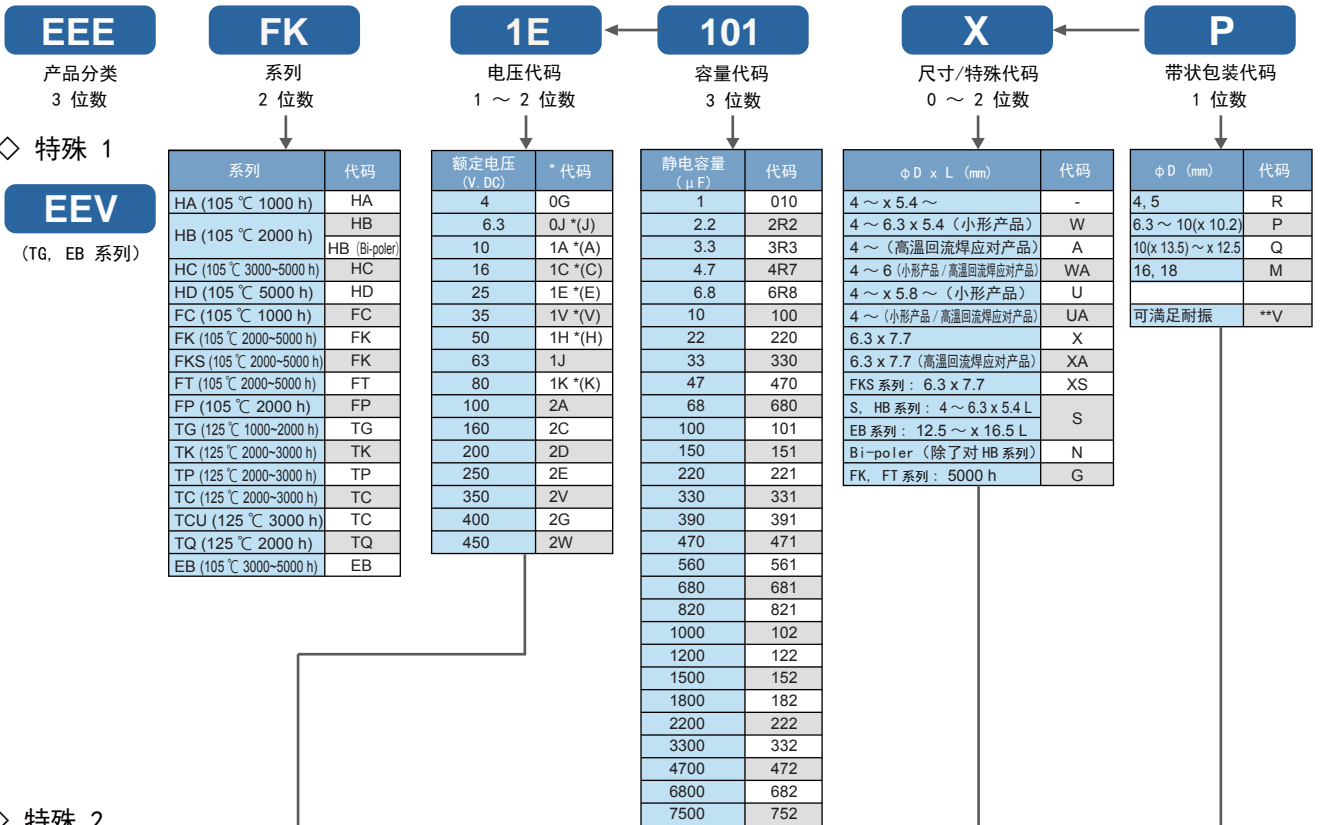 EEE FK 1E 101 X P
产品分类 系列 电压代码 容量代码 尺寸/特殊代码 带状包装代码
3 位数 2 位数 1 ～ 2 位数 3 位数 0 ～ 2 位数 1 位数
◇ 特殊 1
EEV
(TG, EB 系列)
系列 代码
HA (105 ℃ 1000 h) HA
HB (105 ℃ 2000 h) HB
HB (Bi-poler)
HC (105 ℃ 3000~5000 h) HC
HD (105 ℃ 5000 h) HD
FC (105 ℃ 1000 h) FC
FK (105 ℃ 2000~5000 h) FK
FKS (105 ℃ 2000~5000 h) FK
FT (105 ℃ 2000~5000 h) FT
FP (105 ℃ 2000 h) FP
TG (125 ℃ 1000~2000 h) TG
TK (125 ℃ 2000~3000 h) TK
TP (125 ℃ 2000~3000 h) TP
TC (125 ℃ 2000~3000 h) TC
TCU (125 ℃ 3000 h) TC
TQ (125 ℃ 2000 h) TQ
EB (105 ℃ 3000~5000 h) EB
额定电压 (V.DC) * 代码
4 0G
6.3 0J *(J)
10 1A *(A)
16 1C *(C)
25 1E *(E)
35 1V *(V)
50 1H *(H)
63 1J
80 1K *(K)
100 2A
160 2C
200 2D
250 2E
350 2V
400 2G
450 2W
静电容量 (μF) 代码
1 010
2.2 2R2
3.3 3R3
4.7 4R7
6.8 6R8
10 100
22 220
33 330
47 470
68 680
100 101
150 151
220 221
330 331
390 391
470 471
560 561
680 681
820 821
1000 102
1200 122
1500 152
1800 182
2200 222
3300 332
4700 472
6800 682
7500 752
φD x L (mm) 代码
4 ～ x 5.4 ～ -
4 ～ 6.3 x 5.4 (小形产品) W
4 ～ (高温回流焊应对产品) A
4 ～ 6 (小形产品 / 高温回流焊应对产品) WA
4 ～ x 5.8 ～ (小形产品) U
4 ～ (小形产品 / 高温回流焊应对产品) UA
6.3 x 7.7 X
6.3 x 7.7 (高温回流焊应对产品) XA
FKS 系列 : 6.3 x 7.7 XS
S, HB 系列 : 4 ～ 6.3 x 5.4 L S
EB 系列 : 12.5 ～ x 16.5 L
Bi-poler (除了对 HB 系列) N
FK, FT 系列 : 5000 h G
φD (mm) 代码
4, 5 R
6.3 ～ 10(x 10.2) P
10(x 13.5) ～ x 12.5 Q
16, 18 M
可满足耐振 **V
◇ 特殊 2